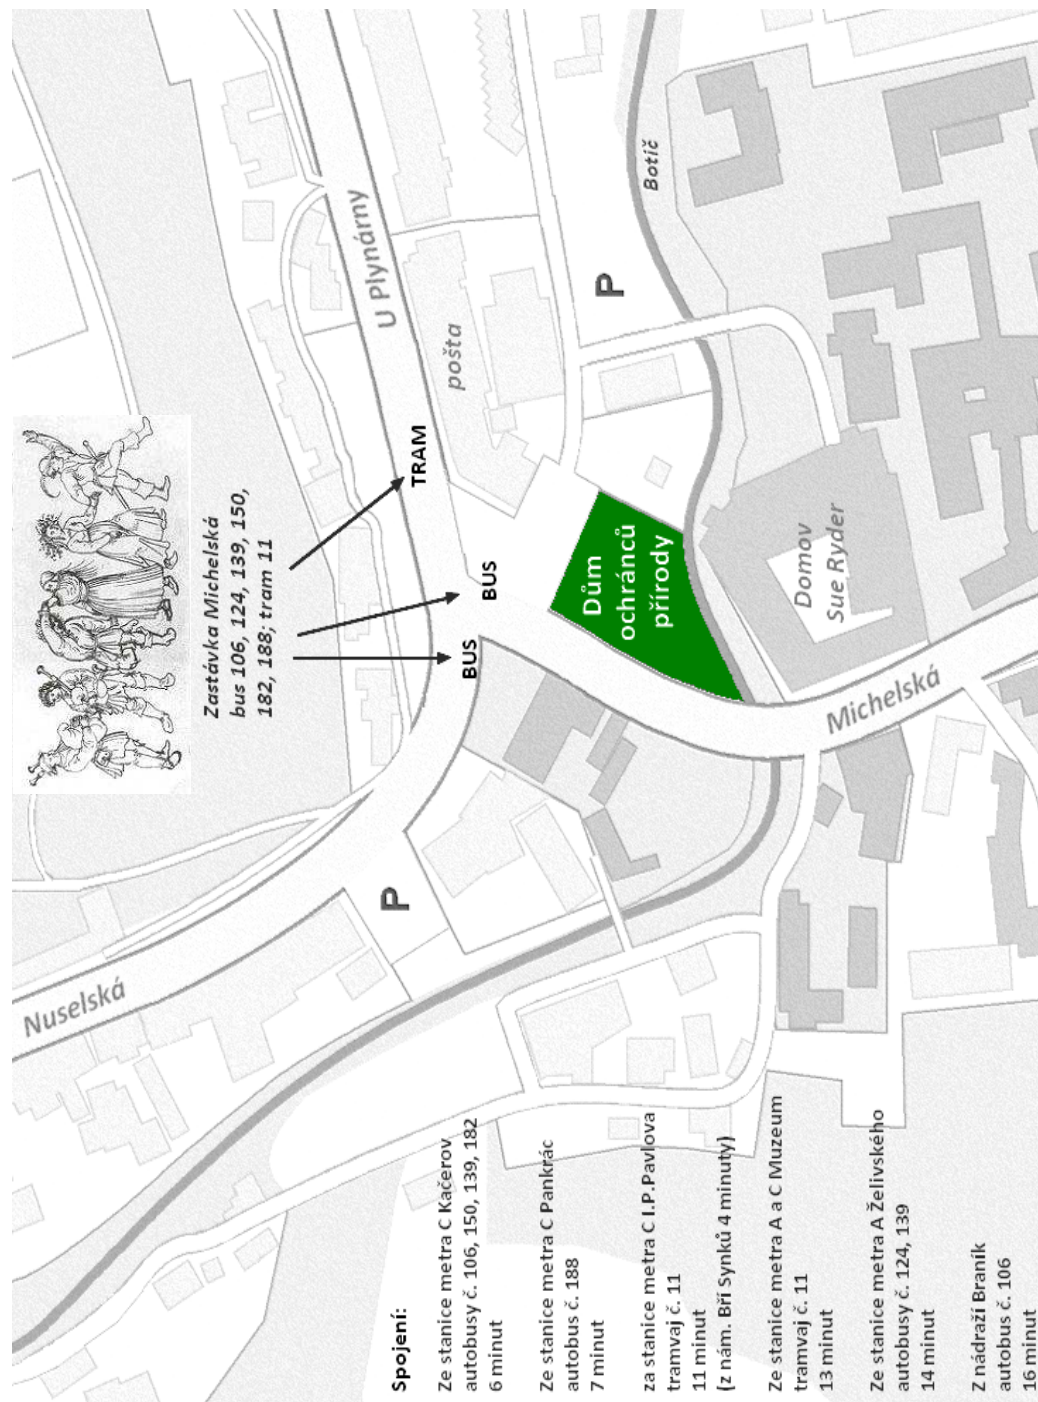 Zastávka Michelská
bus 106, 124, 139, 150,
182, 188; tram 11
Nuselská
U Plynárny
pošta
TRAM
BUS
BUS
P
P
Botič
Dům
ochránců
přírody
Domov
Sue Ryder
Michelská
Spojení:
Ze stanice metra C Kačerov
autobusy č. 106, 150, 139, 182
6 minut
Ze stanice metra C Pankrác
autobus č. 188
7 minut
za stanice metra C I.P.Pavlova
tramvaj č. 11
11 minut
(z nám. Bří Synků 4 minuty)
Ze stanice metra A a C Muzeum
tramvaj č. 11
13 minut
Ze stanice metra A Želivského
autobusy č. 124, 139
14 minut
Z nádraží Braník
autobus č. 106
16 minut